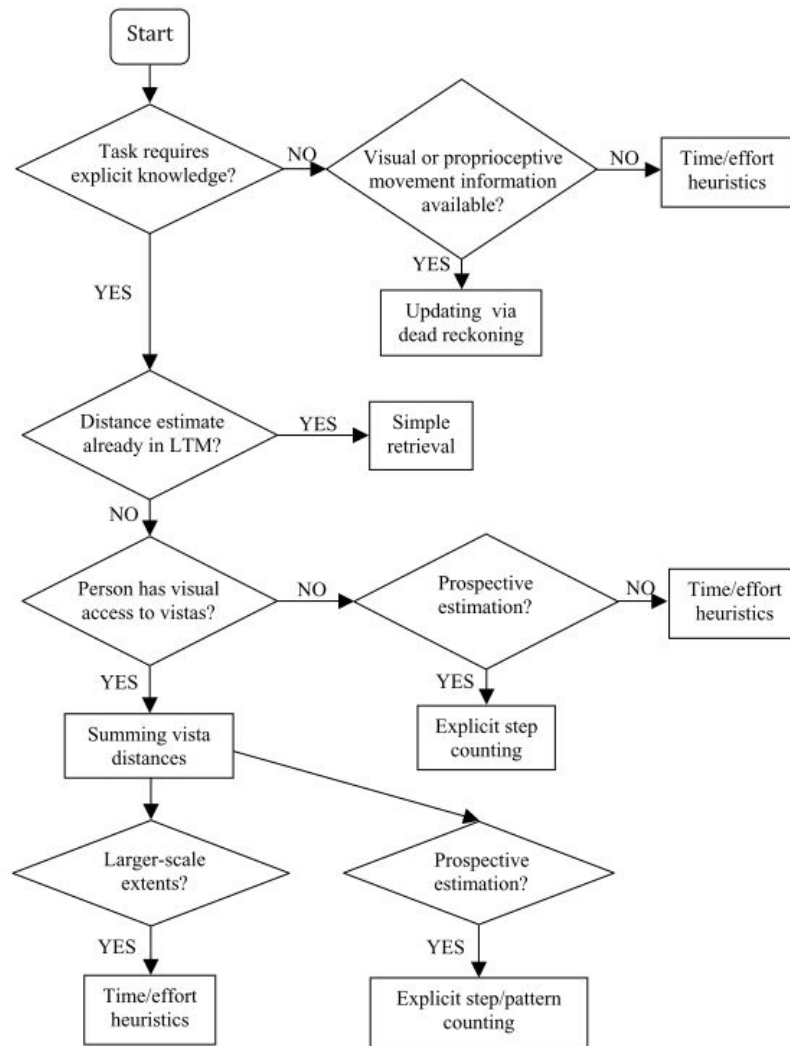 Start
Task requires
explicit knowledge?
NO
Visual or proprioceptive
movement information
available?
NO
Time/effort
heuristics
YES
YES
Updating via
dead reckoning
Distance estimate
already in LTM?
YES
Simple
retrieval
NO
Person has visual
access to vistas?
NO
Prospective
estimation?
NO
Time/effort
heuristics
YES
YES
Summing vista
distances
Explicit step
counting
Larger-scale
extents?
Prospective
estimation?
YES
YES
Time/effort
heuristics
Explicit step/pattern
counting